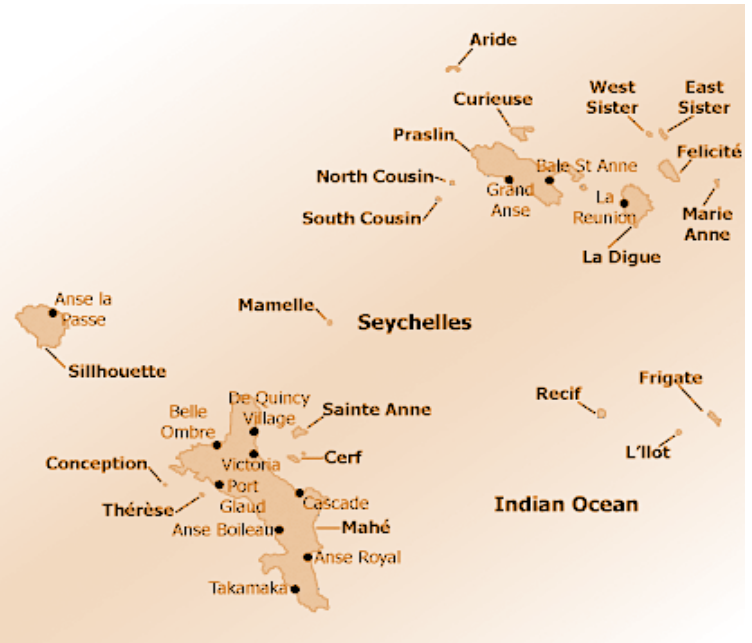 Aride
West
Sister
East
Sister
Curieuse
Praslin
Felicité
Bale St Anne
North Cousin
Grand
Anse
La
Reunion
South Cousin
Marie
Anne
La Digue
Anse la
Passe
Mamelle
Seychelles
Sillhouette
De Quincy
Village
Frigate
Recif
Belle
Ombre
Sainte Anne
L'Ilot
Conception
Victoria
Cerf
Port
Glaud
Thérèse
Cascade
Indian Ocean
Anse Boileau
Mahé
Anse Royal
Takamaka